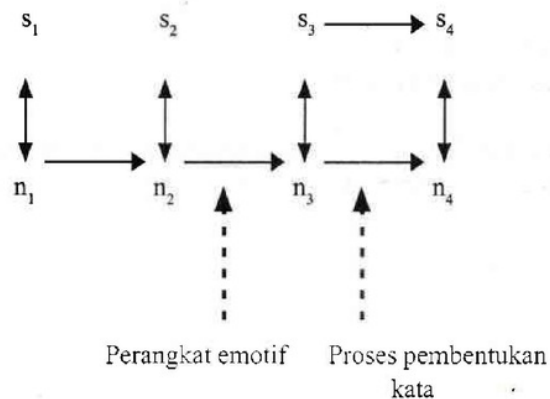 s₁ s₂ s₃ s₄
n₁ n₂ n₃ n₄
Perangkat emotif Proses pembentukan
kata